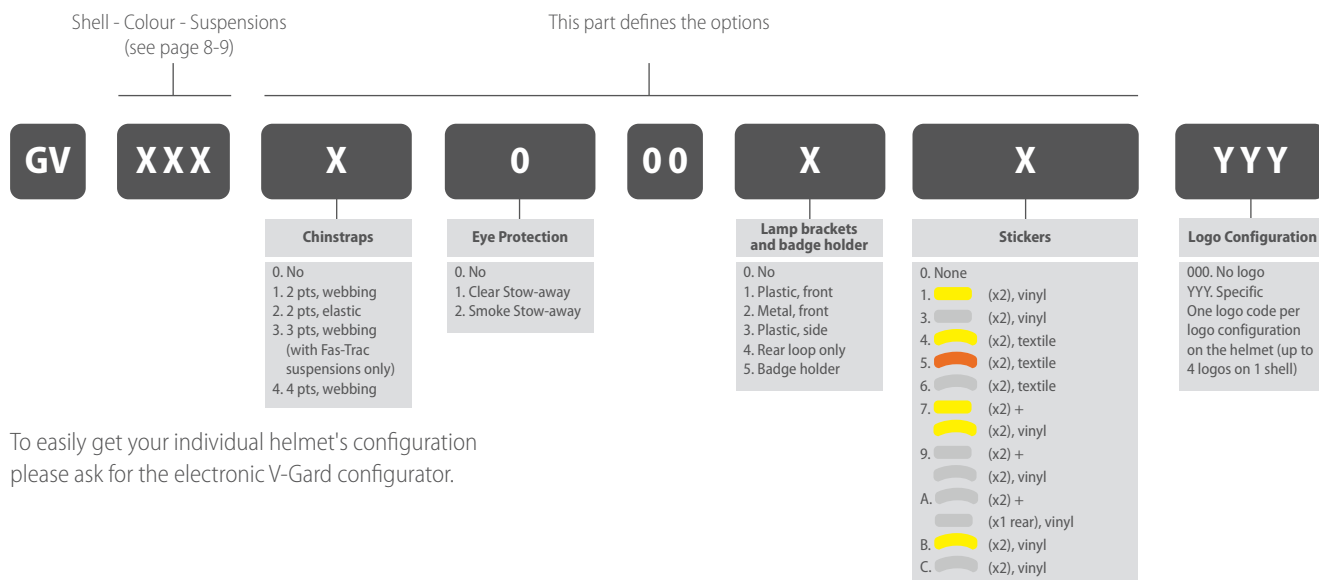 Shell - Colour - Suspensions
(see page 8-9)
This part defines the options
GV
XXX
X
0
00
X
X
YYY
Chinstraps
0. No
1. 2 pts, webbing
2. 2 pts, elastic
3. 3 pts, webbing
(with Fas-Trac
suspensions only)
4. 4 pts, webbing
Eye Protection
0. No
1. Clear Stow-away
2. Smoke Stow-away
Lamp brackets
and badge holder
0. No
1. Plastic, front
2. Metal, front
3. Plastic, side
4. Rear loop only
5. Badge holder
Stickers
0. None
1. (x2), vinyl
3. (x2), vinyl
4. (x2), textile
5. (x2), textile
6. (x2), textile
7. (x2) +
(x2), vinyl
9. (x2) +
(x2), vinyl
A. (x2) +
(x1 rear), vinyl
B. (x2), vinyl
C. (x2), vinyl
Logo Configuration
000. No logo
YYY. Specific
One logo code per
logo configuration
on the helmet (up to
4 logos on 1 shell)
To easily get your individual helmet's configuration
please ask for the electronic V-Gard configurator.